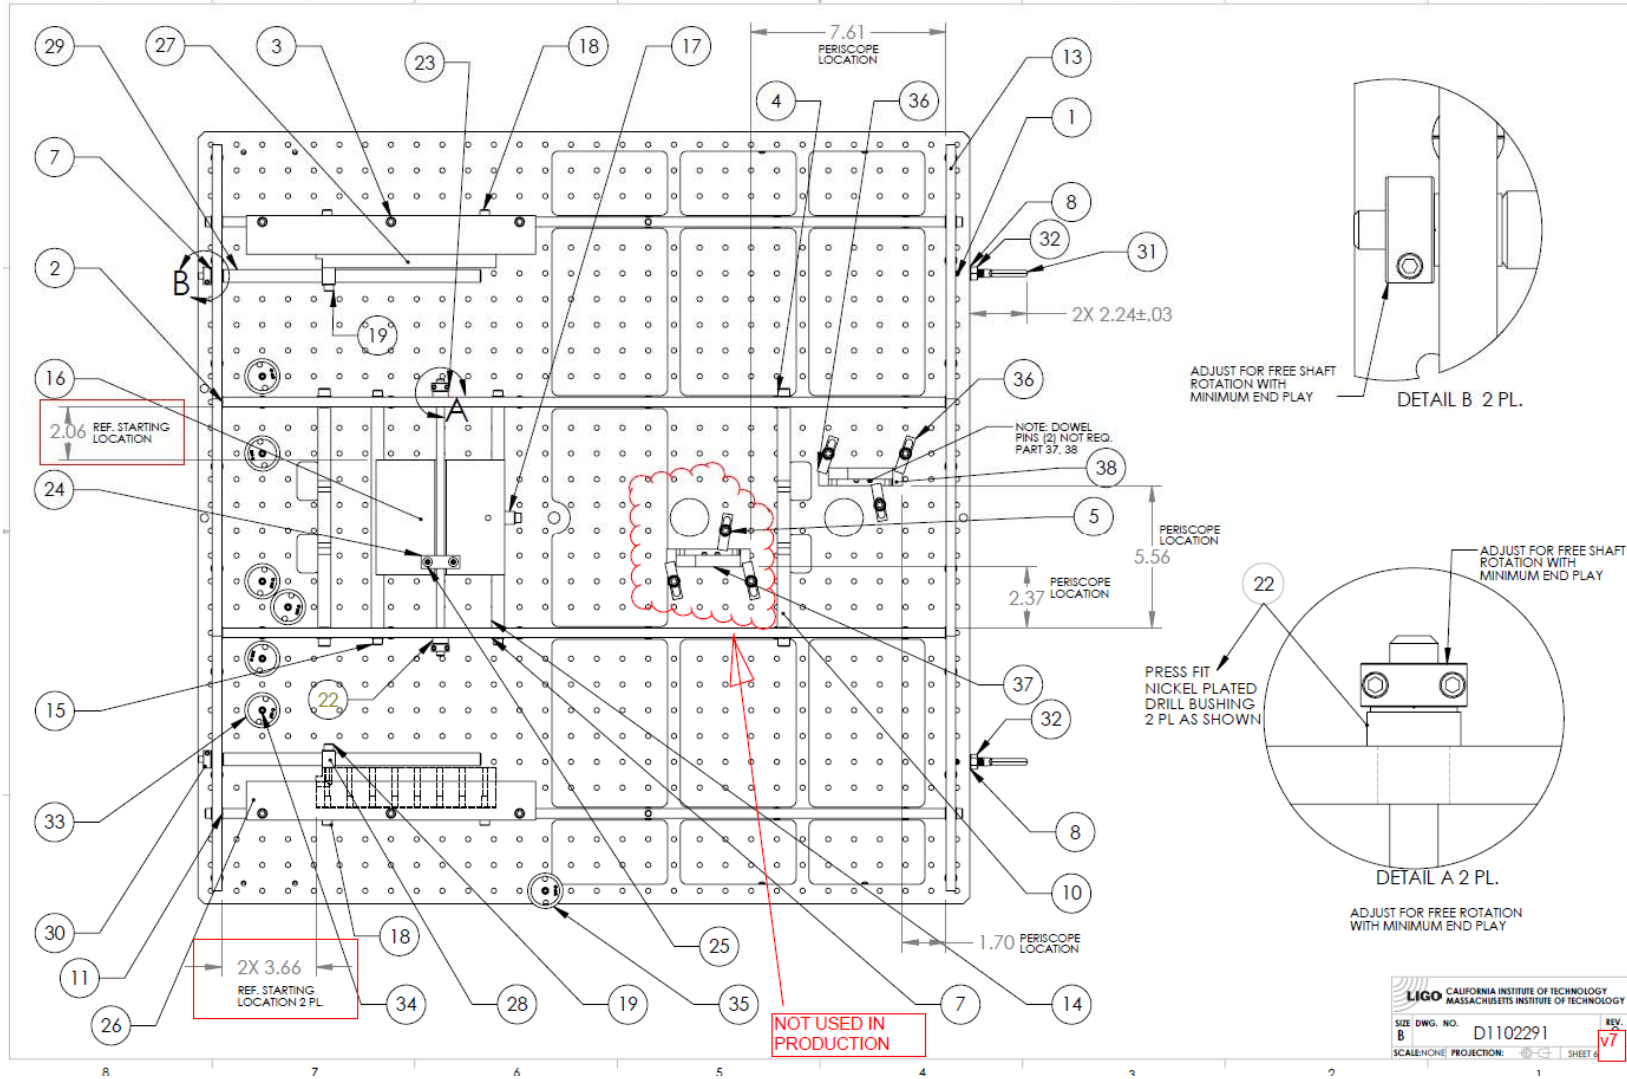 29
27
3
23
18
17
7.61
PERISCOPE
LOCATION
4
36
13
1
7
2
B
19
8
32
31
2X 2.24±.03
16
A
2.06 REF. STARTING
LOCATION
36
NOTE: DOWEL
PINS (2) NOT REQ.
PART 37, 38
38
24
5
PERISCOPE
LOCATION
5.56
2.37 PERISCOPE
LOCATION
15
22
37
32
33
8
10
30
18
25
1.70 PERISCOPE
LOCATION
11
2X 3.66
REF. STARTING
LOCATION 2 PL.
26
34
28
19
35
7
14
NOT USED IN
PRODUCTION
ADJUST FOR FREE SHAFT
ROTATION WITH
MINIMUM END PLAY
DETAIL B 2 PL.
ADJUST FOR FREE SHAFT
ROTATION WITH
MINIMUM END PLAY
22
PRESS FIT
NICKEL PLATED
DRILL BUSHING
2 PL AS SHOWN
DETAIL A 2 PL.
ADJUST FOR FREE ROTATION
WITH MINIMUM END PLAY
LIGO CALIFORNIA INSTITUTE OF TECHNOLOGY
MASSACHUSETTS INSTITUTE OF TECHNOLOGY
SIZE DWG. NO. REV.
B D1102291 v7
SCALE:NONE PROJECTION: SHEET 6
8 7 6 5 4 3 2 1